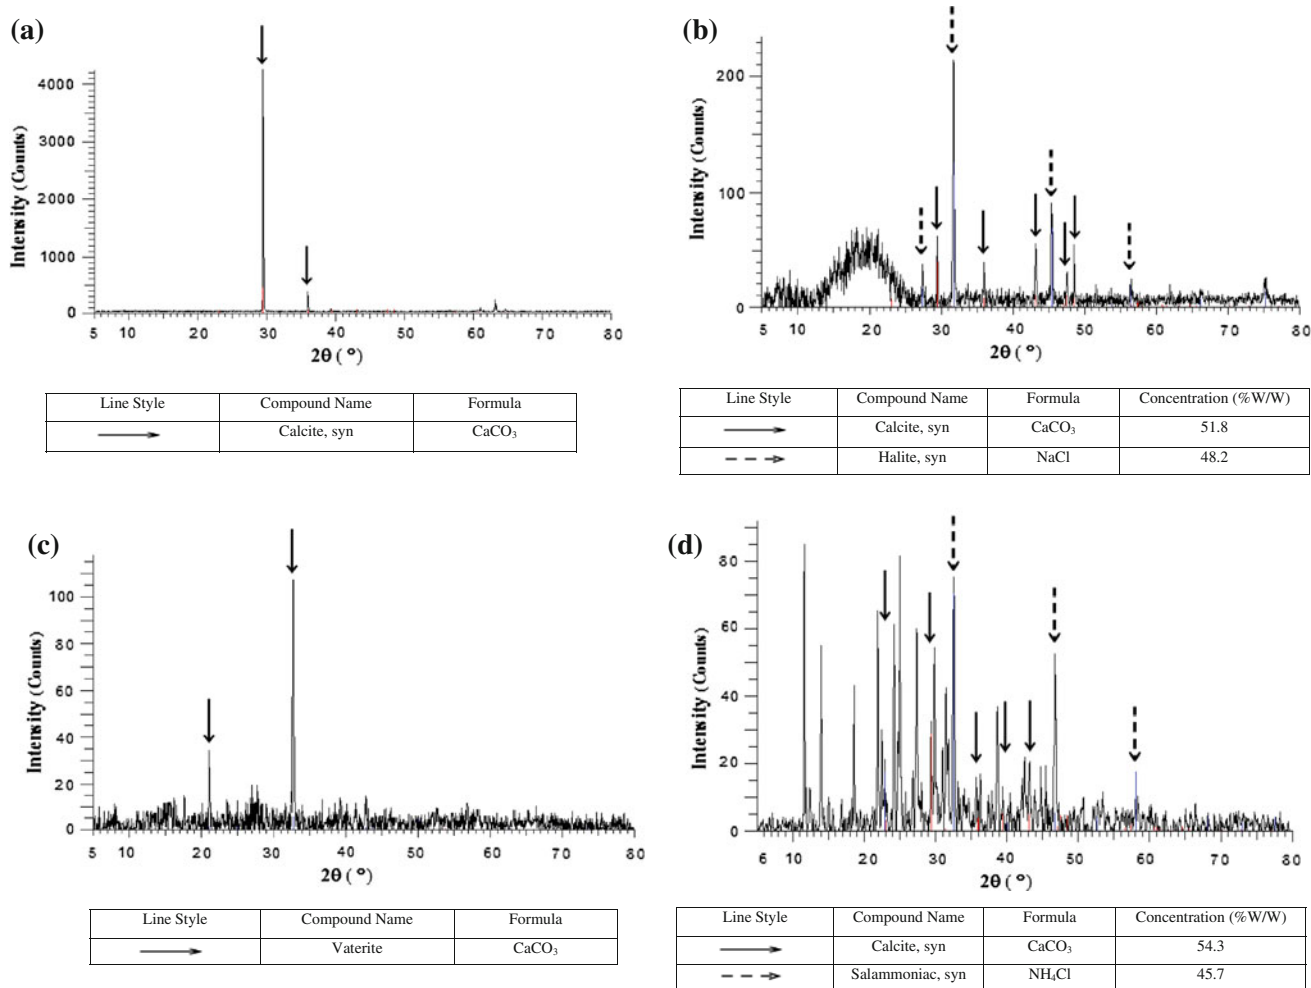 (a)
4000
3000
2000
1000
0
Intensity (Counts)
5 10 20 30 40 50 60 70 80
2θ ( º)
Line Style Compound Name Formula
Calcite, syn CaCO₃
(b)
200
100
0
Intensity (Counts)
5 10 23 30 40 50 60 70 80
2θ ( º)
Line Style Compound Name Formula Concentration (%W/W)
Calcite, syn CaCO₃ 51.8
Halite, syn NaCl 48.2
(c)
100
80
60
40
20
0
Intensity (Counts)
5 10 20 30 40 50 60 70 80
2θ ( º)
Line Style Compound Name Formula
Vaterite CaCO₃
(d)
80
60
40
20
0
Intensity (Counts)
6 10 23 30 40 50 60 70 80
2θ ( º)
Line Style Compound Name Formula Concentration (%W/W)
Calcite, syn CaCO₃ 54.3
Salammoniac, syn NH₄Cl 45.7